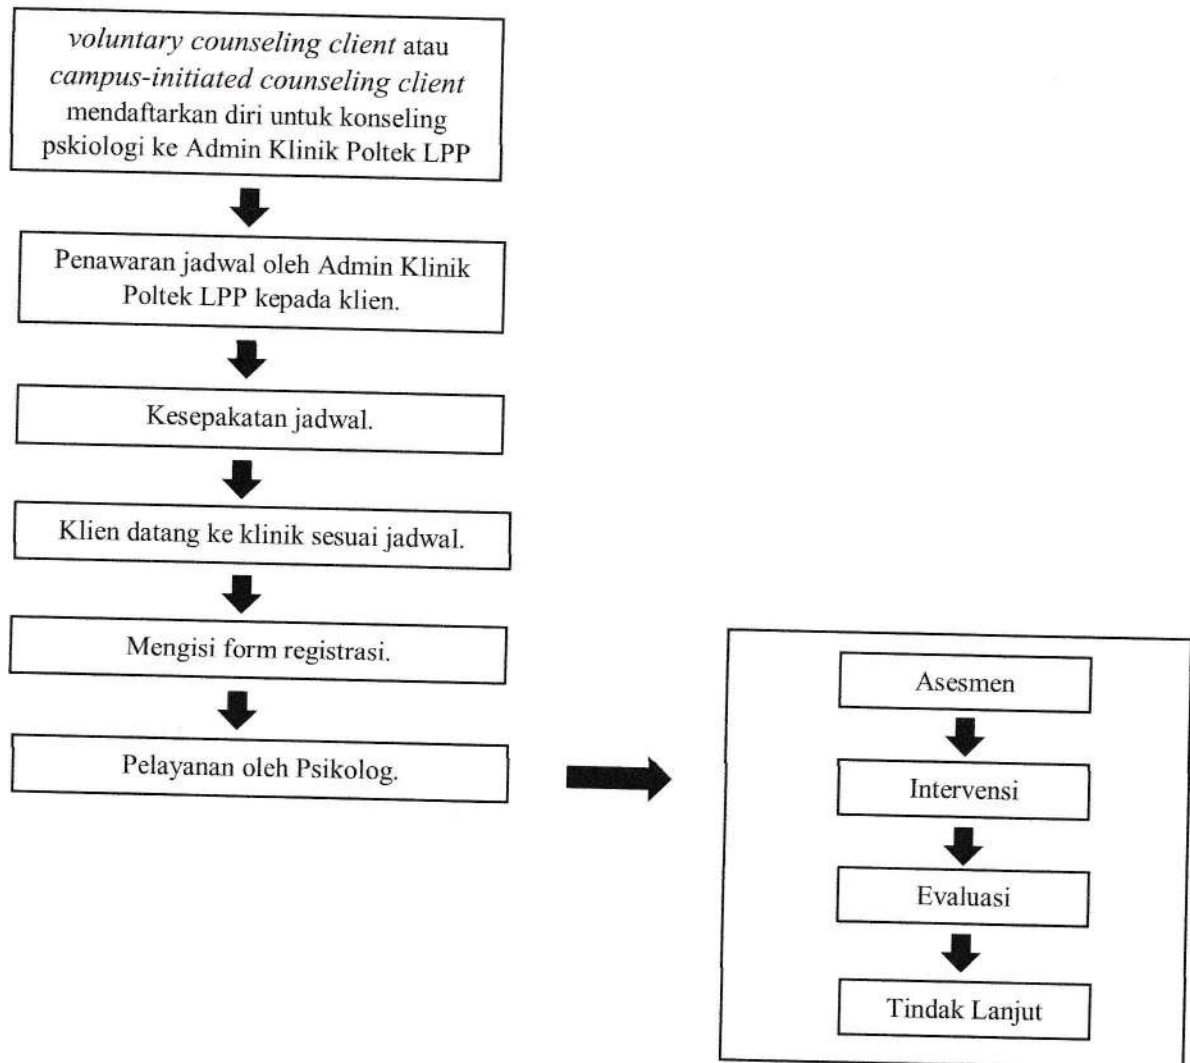 voluntary counseling client atau
campus-initiated counseling client
mendaftarkan diri untuk konseling
pskiologi ke Admin Klinik Poltek LPP
Penawaran jadwal oleh Admin Klinik
Poltek LPP kepada klien.
Kesepakatan jadwal.
Klien datang ke klinik sesuai jadwal.
Mengisi form registrasi.
Pelayanan oleh Psikolog.
Asesmen
Intervensi
Evaluasi
Tindak Lanjut